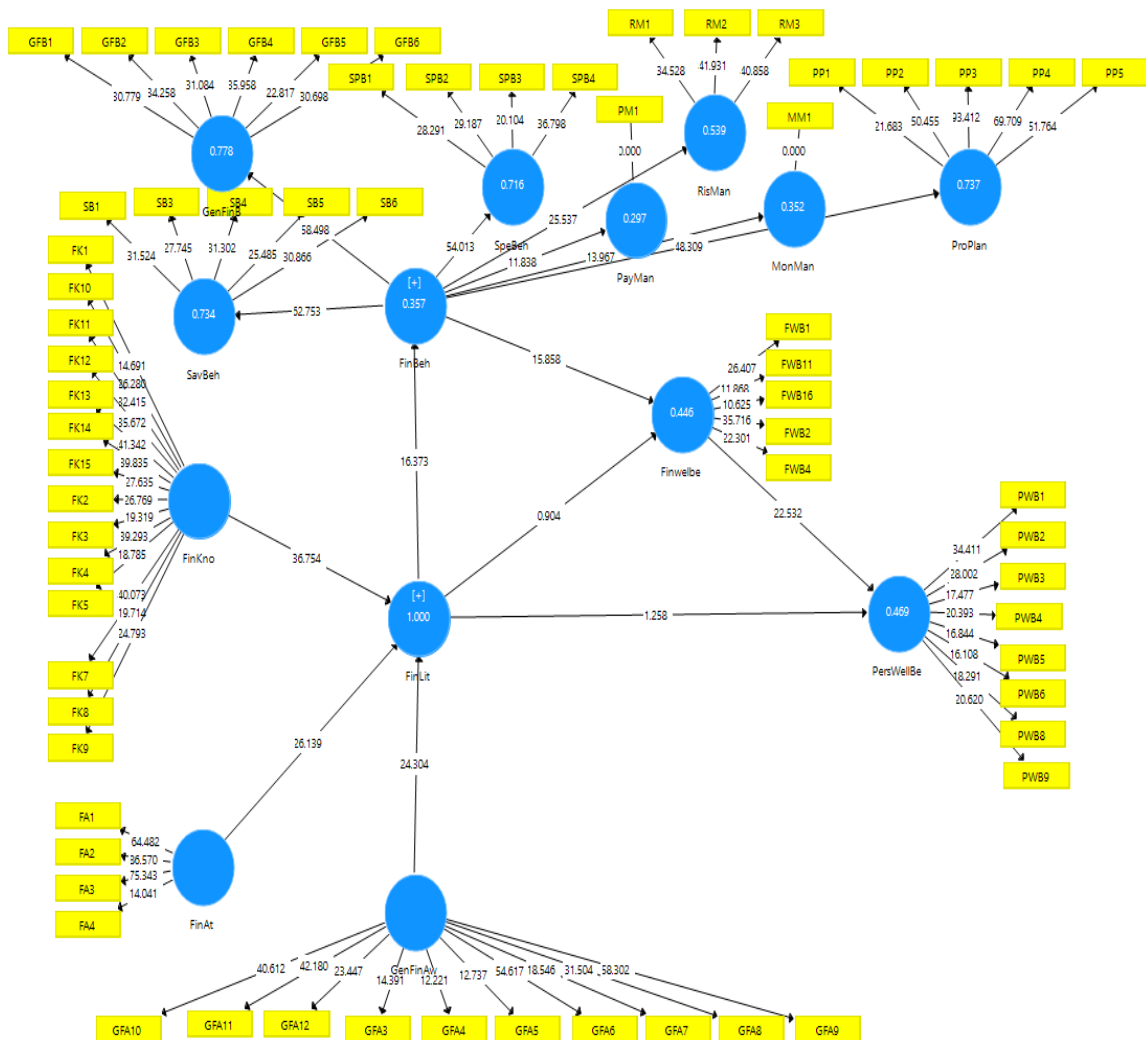 RM1 RM2 RM3
GFB1 GFB2 GFB3 GFB4 GFB5 GFB6
SPB1 SPB2 SPB3 SPB4
PP1 PP2 PP3 PP4 PP5
34.528 41.931 40.858
30.779 34.258 31.084 35.958 22.817 30.698
PM1 MM1
28.291 29.187 20.104 36.798
21.683 50.455 93.412 69.709 51.764
0.539
RisMan
0.000
0.000
0.778
GenFinB
0.716
SpeBeh
0.297
PayMan
0.352
MonMan
0.737
ProPlan
SB1 SB3 SB4 SB5 SB6
31.524 27.745 31.302 25.485 30.866
58.498
54.013
25.537
11.838
13.967
48.309
0.734
SavBeh
52.753
[+]
0.357
FinBeh
FK1
FK10
FK11
FK12
FK13
FK14
FK15
FK2
FK3
FK4
FK5
FK7
FK8
FK9
14.691
26.280
32.415
35.672
41.342
39.835
27.635
26.769
19.319
39.293
18.785
40.073
19.714
24.793
FinKno
15.858
16.373
0.446
Finwelbe
FWB1
FWB11
FWB16
FWB2
FWB4
26.407
11.868
10.625
35.716
22.301
36.754
0.904
22.532
[+]
1.000
FinLit
1.258
0.469
PersWellBe
PWB1
PWB2
PWB3
PWB4
PWB5
PWB6
PWB8
PWB9
34.411
28.002
17.477
20.393
16.844
16.108
18.291
20.620
26.139
24.304
FA1
FA2
FA3
FA4
64.482
36.570
75.343
14.041
FinAt
GenFinAw
40.612 42.180 23.447 14.391 12.221 12.737 54.617 18.546 31.504 58.302
GFA10 GFA11 GFA12 GFA3 GFA4 GFA5 GFA6 GFA7 GFA8 GFA9